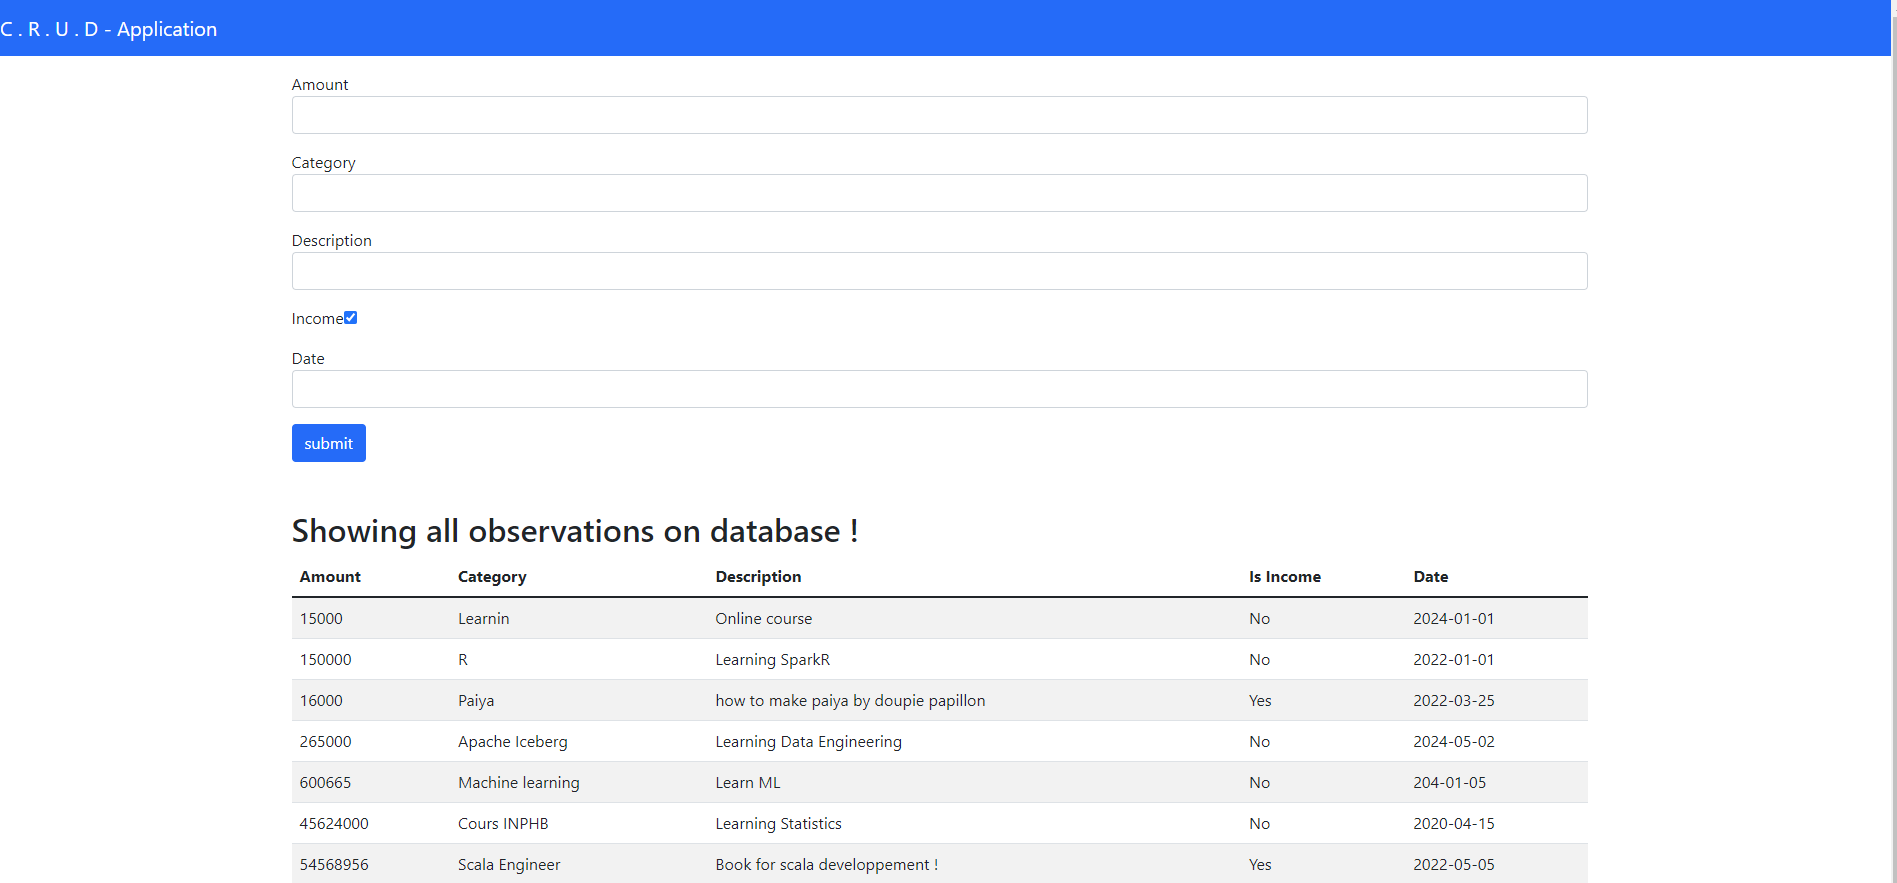 C . R . U . D - Application
Amount
Category
Description
Income
Date
submit
Showing all observations on database !
Amount Category Description Is Income Date
15000 Learnin Online course No 2024-01-01
150000 R Learning SparkR No 2022-01-01
16000 Paiya how to make paiya by doupie papillon Yes 2022-03-25
265000 Apache Iceberg Learning Data Engineering No 2024-05-02
600665 Machine learning Learn ML No 204-01-05
45624000 Cours INPHB Learning Statistics No 2020-04-15
54568956 Scala Engineer Book for scala developpement ! Yes 2022-05-05